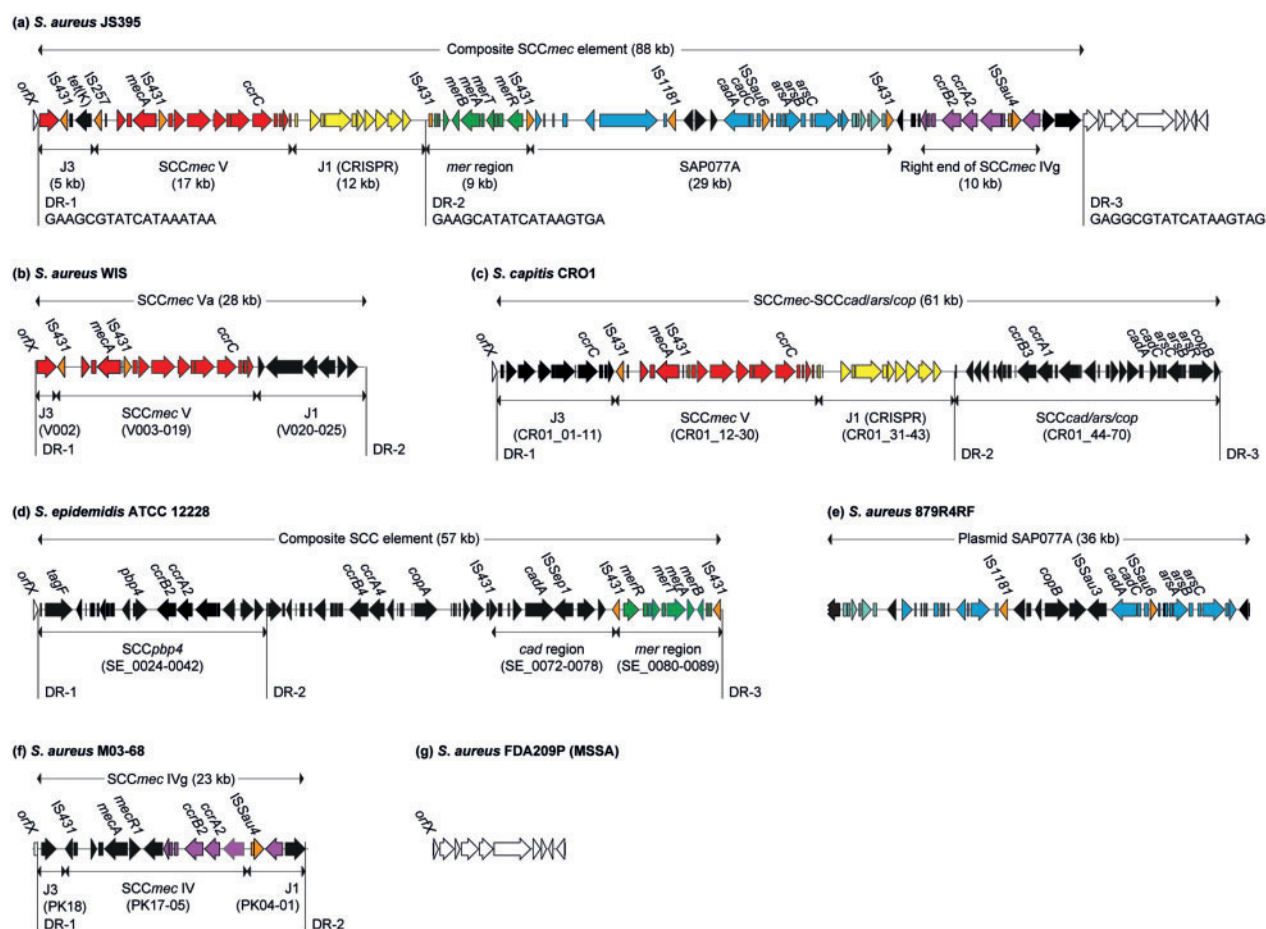 (a) S. aureus JS395
Composite SCCmec element (88 kb)
orfX IS431 tet(K) IS257 mecA IS431 ccrC IS431 merB merA merT merR IS431 IS1181 cadA cadC ISSau6 arsA arsB arsC IS431 ccrB2 ccrA2 ISSau4
J3 SCCmec V J1 (CRISPR) mer region SAP077A Right end of SCCmec IVg
(5 kb) (17 kb) (12 kb) (9 kb) (29 kb) (10 kb)
DR-1 DR-2 DR-3
GAAGCGTATCATAAATAA GAAGCATATCATAAGTGA GAGGCGTATCATAAGTAG
(b) S. aureus WIS
SCCmec Va (28 kb)
orfX IS431 mecA IS431 ccrC
J3 SCCmec V J1
(V002) (V003-019) (V020-025)
DR-1 DR-2
(c) S. capitis CRO1
SCCmec-SCCcad/ars/cop (61 kb)
orfX ccrC IS431 mecA IS431 ccrC ccrB3 ccrA1 cadA cadC arsC arsB arsR copB
J3 SCCmec V J1 (CRISPR) SCCcad/ars/cop
(CR01_01-11) (CR01_12-30) (CR01_31-43) (CR01_44-70)
DR-1 DR-2 DR-3
(d) S. epidermidis ATCC 12228
Composite SCC element (57 kb)
orfX tagF pbp4 ccrB2 ccrA2 ccrB4 ccrA4 copA IS431 cadA ISSep1 IS431 merR merT merA merB IS431
SCCpbp4 cad region mer region
(SE_0024-0042) (SE_0072-0078) (SE_0080-0089)
DR-1 DR-2 DR-3
(e) S. aureus 879R4RF
Plasmid SAP077A (36 kb)
IS1181 copB ISSau3 cadA cadC ISSau6 arsA arsB arsC
(f) S. aureus M03-68
SCCmec IVg (23 kb)
orfX IS431 mecA mecR1 ccrB2 ccrA2 ISSau4
J3 SCCmec IV J1
(PK18) (PK17-05) (PK04-01)
DR-1 DR-2
(g) S. aureus FDA209P (MSSA)
orfX